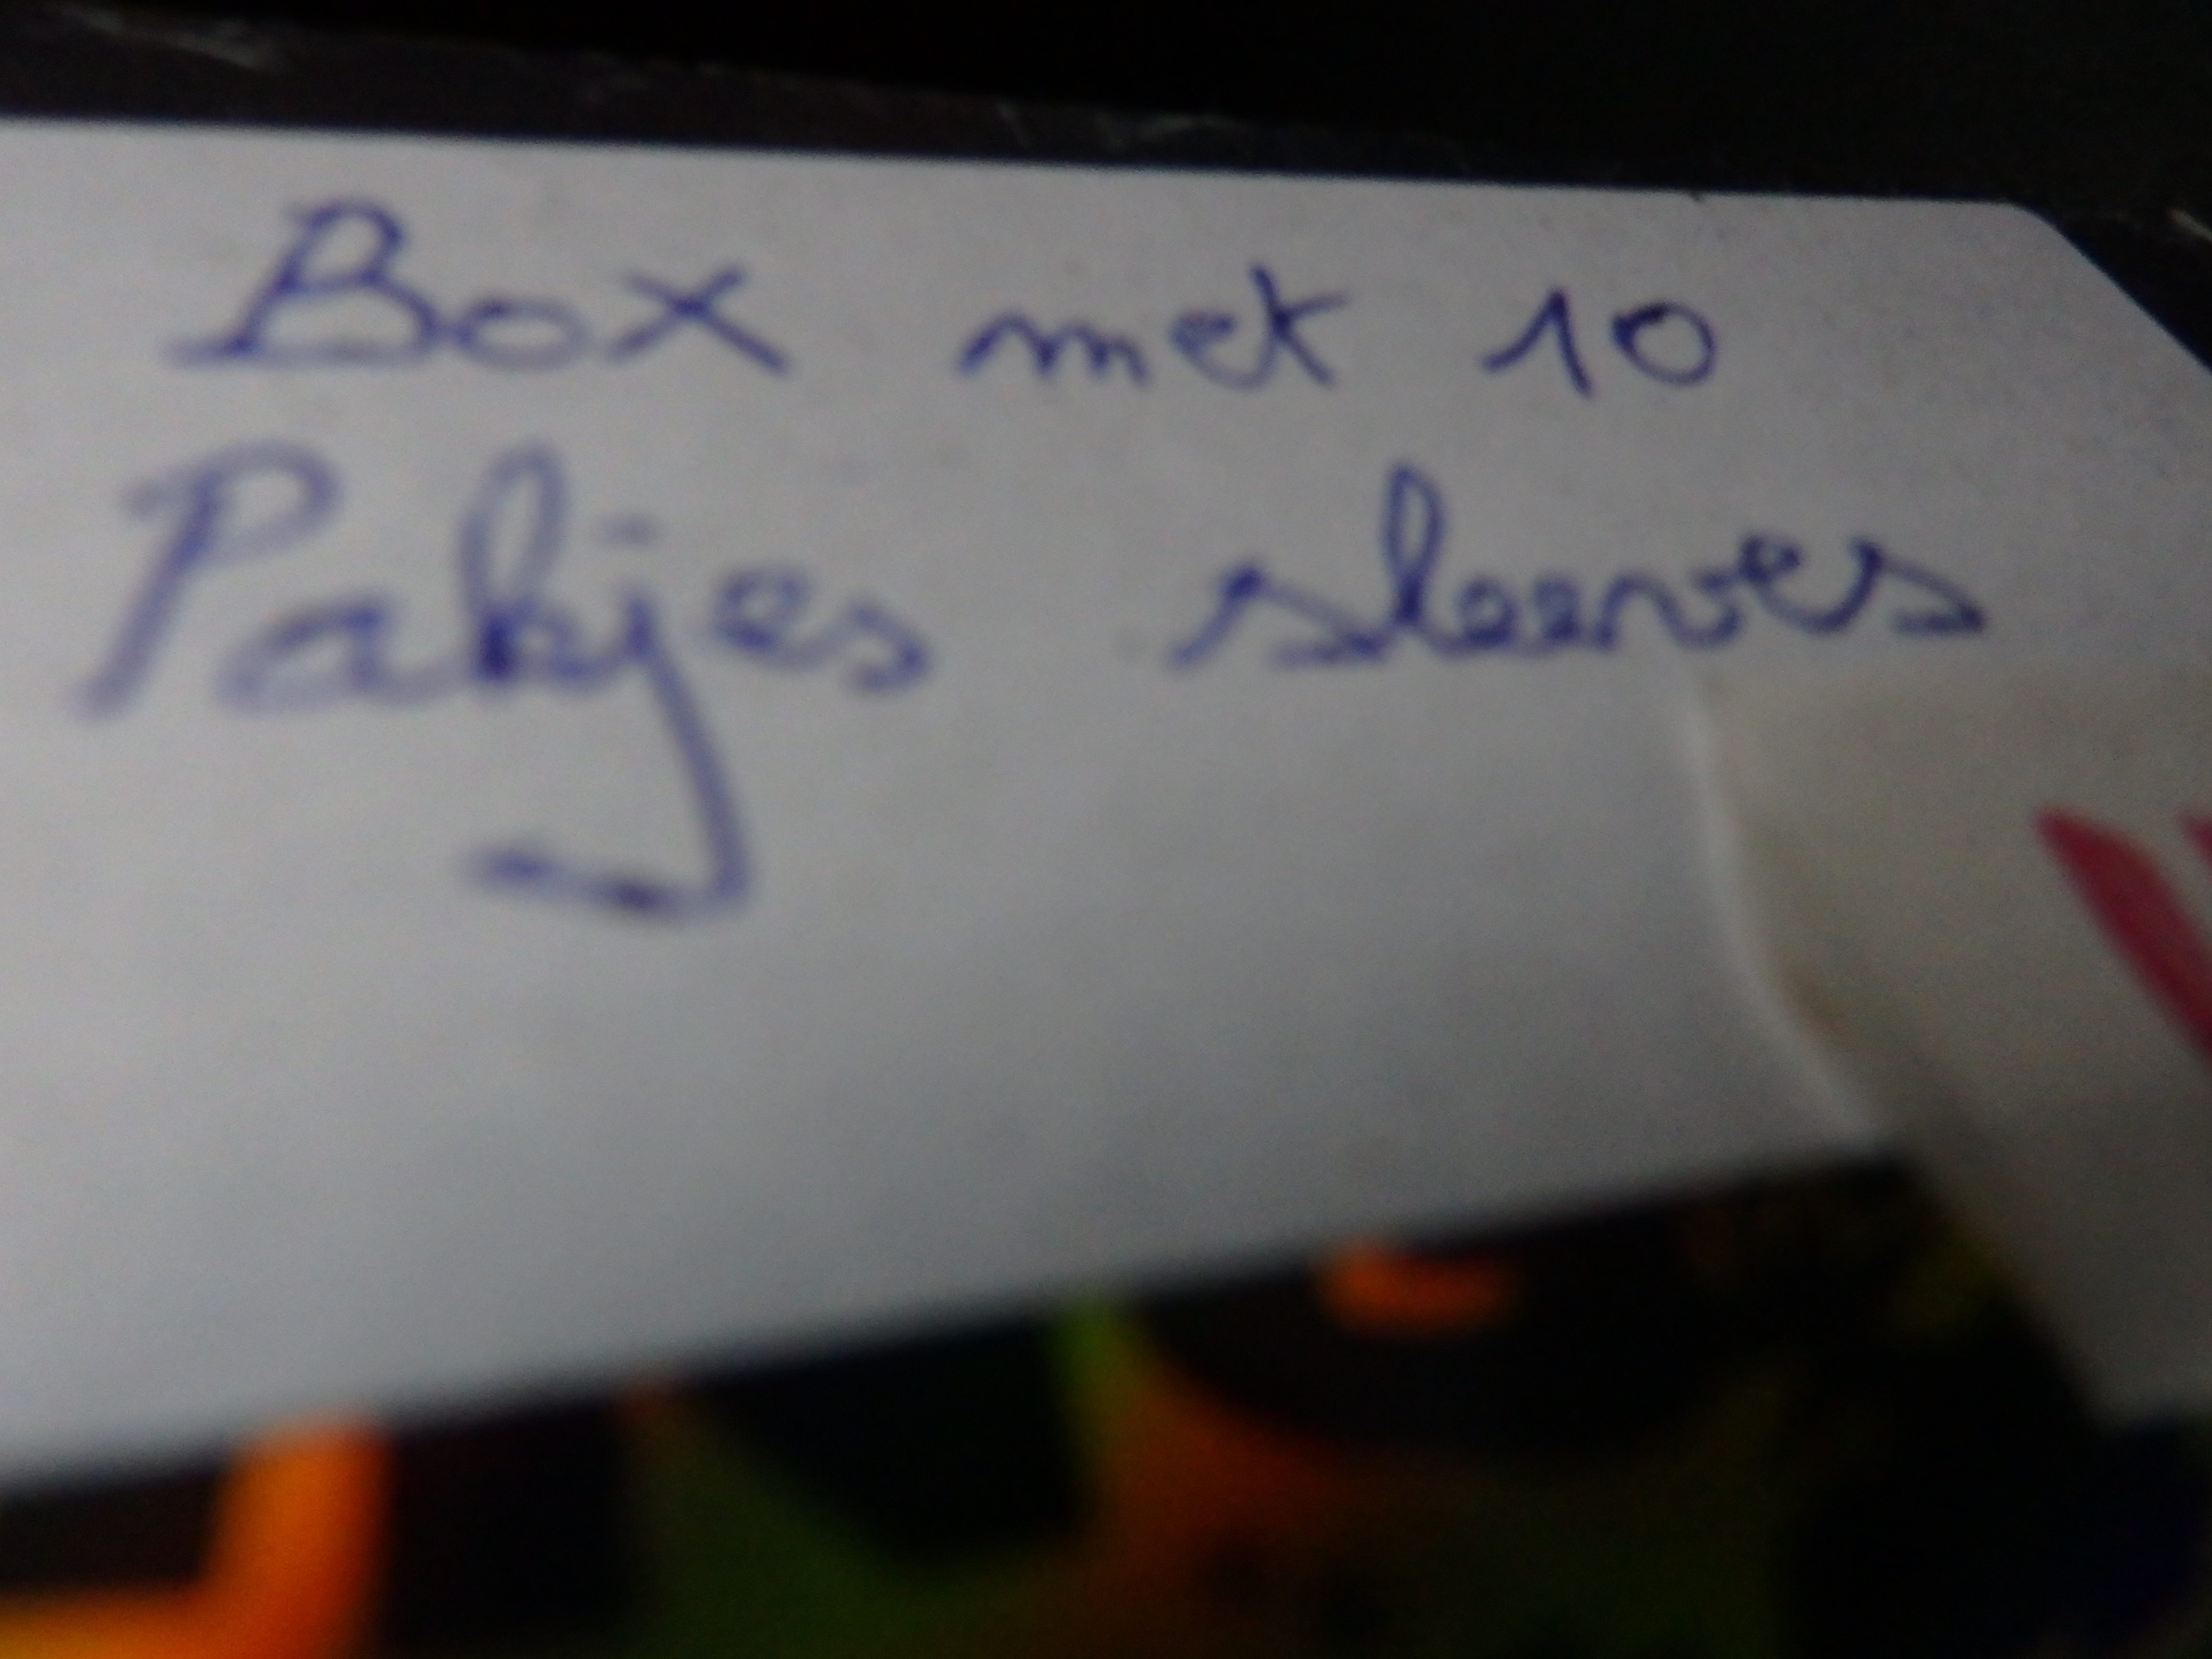 Box met 10
Pakjes sleeves